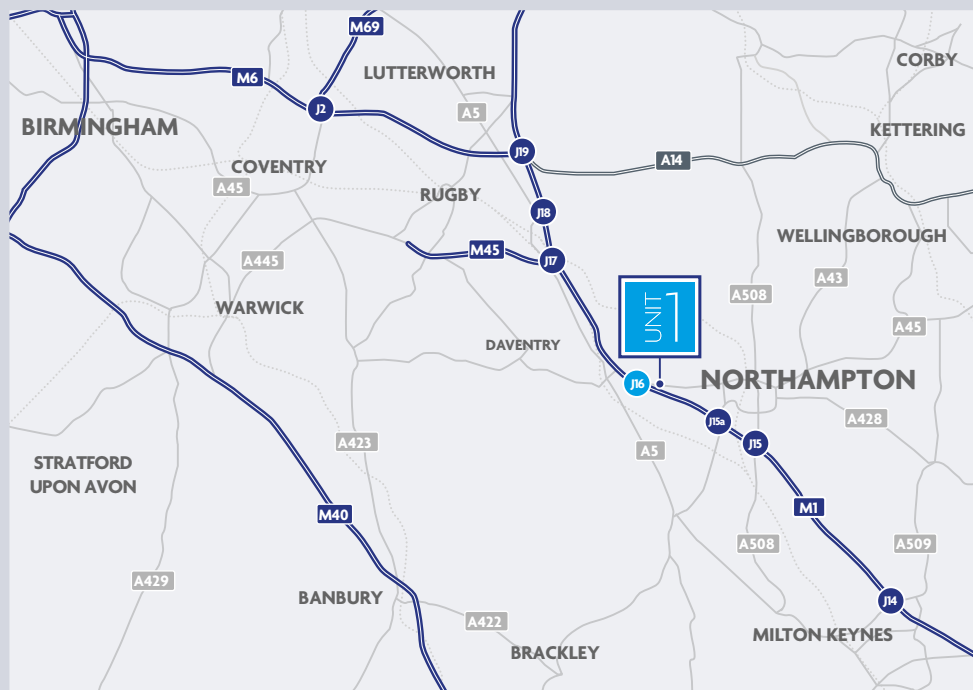 M69
CORBY
LUTTERWORTH
M6
J2
A5
BIRMINGHAM
KETTERING
J19
A14
COVENTRY
A45
RUGBY
J18
WELLINGBOROUGH
M45
J17
A445
A43
A508
WARWICK
UNIT 1
A45
DAVENTRY
J16
NORTHAMPTON
J15a
A428
A423
J15
A5
STRATFORD
UPON AVON
M1
M40
A508
A509
A429
BANBURY
J14
A422
MILTON KEYNES
BRACKLEY